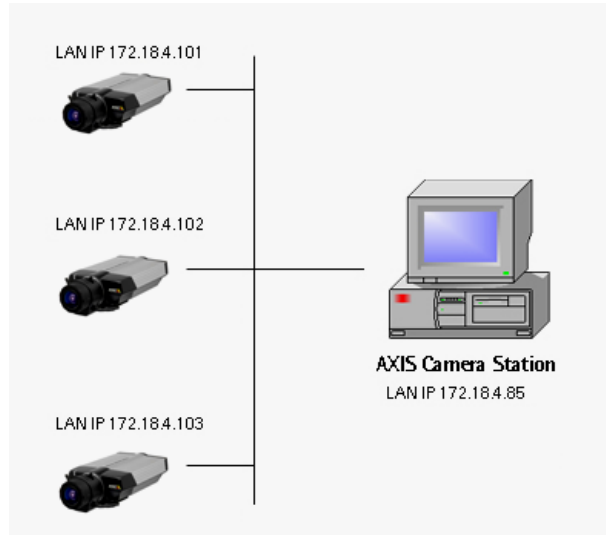 LAN IP 172.18.4.101
LAN IP 172.18.4.102
LAN IP 172.18.4.103
AXIS Camera Station
LAN IP 172.18.4.85